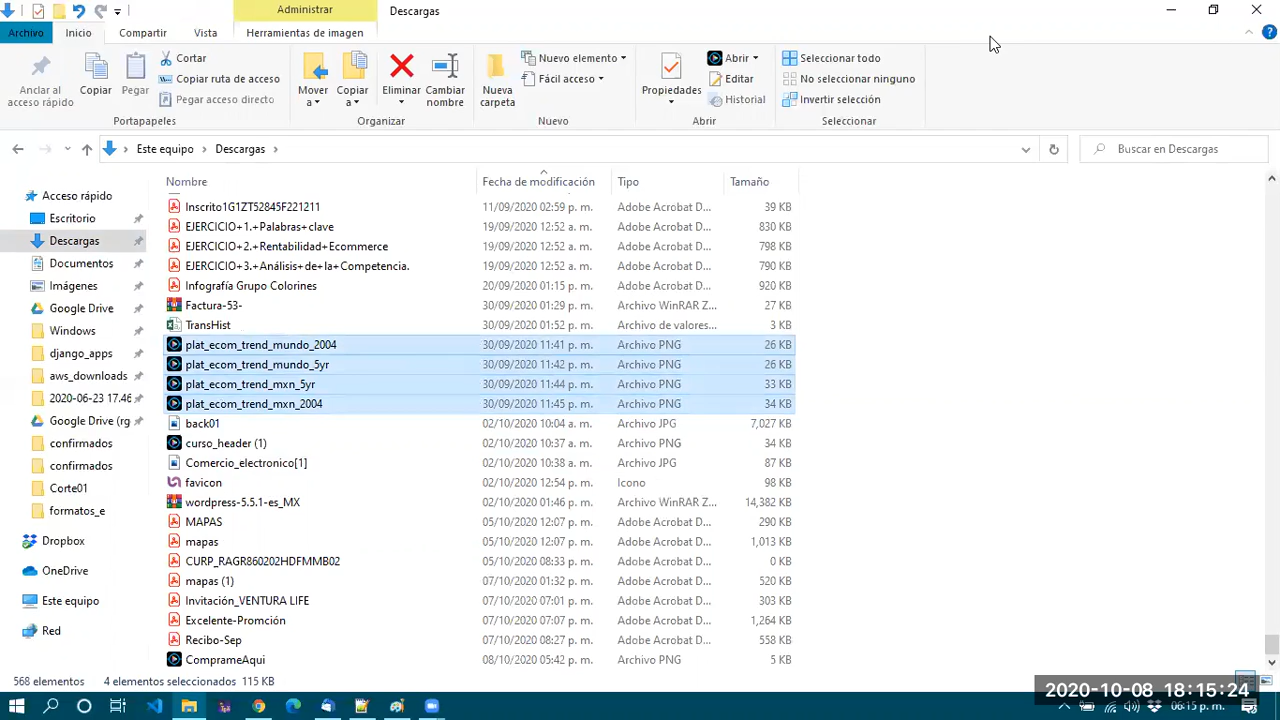 Administrar
Descargas
Archivo
Inicio
Compartir
Vista
Herramientas de imagen
Anclar al acceso rápido
Copiar
Pegar
Cortar
Copiar ruta de acceso
Pegar acceso directo
Mover a
Copiar a
Eliminar
Cambiar nombre
Nueva carpeta
Nuevo elemento
Fácil acceso
Propiedades
Abrir
Editar
Historial
Seleccionar todo
No seleccionar ninguno
Invertir selección
Portapapeles
Organizar
Nuevo
Abrir
Seleccionar
Este equipo > Descargas >
Buscar en Descargas
Nombre Fecha de modificación Tipo Tamaño
Inscrito1G1ZT52845F221211 11/09/2020 02:59 p. m. Adobe Acrobat D... 39 KB
EJERCICIO+1.+Palabras+clave 19/09/2020 12:52 a. m. Adobe Acrobat D... 830 KB
EJERCICIO+2.+Rentabilidad+Ecommerce 19/09/2020 12:52 a. m. Adobe Acrobat D... 798 KB
EJERCICIO+3.+Análisis+de+la+Competencia. 19/09/2020 12:52 a. m. Adobe Acrobat D... 790 KB
Infografía Grupo Colorines 20/09/2020 01:15 p. m. Adobe Acrobat D... 920 KB
Factura-53- 30/09/2020 01:29 p. m. Archivo WinRAR Z... 27 KB
TransHist 30/09/2020 01:52 p. m. Archivo de valores... 3 KB
plat_ecom_trend_mundo_2004 30/09/2020 11:41 p. m. Archivo PNG 26 KB
plat_ecom_trend_mundo_5yr 30/09/2020 11:42 p. m. Archivo PNG 26 KB
plat_ecom_trend_mxn_5yr 30/09/2020 11:44 p. m. Archivo PNG 33 KB
plat_ecom_trend_mxn_2004 30/09/2020 11:45 p. m. Archivo PNG 34 KB
back01 02/10/2020 10:04 a. m. Archivo JPG 7,027 KB
curso_header (1) 02/10/2020 10:37 a. m. Archivo PNG 34 KB
Comercio_electronico[1] 02/10/2020 10:38 a. m. Archivo JPG 87 KB
favicon 02/10/2020 12:54 p. m. Icono 98 KB
wordpress-5.5.1-es_MX 02/10/2020 01:46 p. m. Archivo WinRAR Z... 14,382 KB
MAPAS 05/10/2020 12:07 p. m. Adobe Acrobat D... 290 KB
mapas 05/10/2020 12:07 p. m. Adobe Acrobat D... 1,013 KB
CURP_RAGR860202HDFMMB02 05/10/2020 08:33 p. m. Adobe Acrobat D... 0 KB
mapas (1) 07/10/2020 01:32 p. m. Adobe Acrobat D... 520 KB
Invitación_VENTURA LIFE 07/10/2020 07:01 p. m. Adobe Acrobat D... 303 KB
Excelente-Promción 07/10/2020 07:07 p. m. Adobe Acrobat D... 1,264 KB
Recibo-Sep 07/10/2020 08:27 p. m. Adobe Acrobat D... 558 KB
ComprameAqui 08/10/2020 05:42 p. m. Archivo PNG 5 KB
Acceso rápido
Escritorio
Descargas
Documentos
Imágenes
Google Drive
Windows
django_apps
aws_downloads
2020-06-23 17.46
Google Drive (rg
confirmados
confirmados
Corte01
formatos_e
Dropbox
OneDrive
Este equipo
Red
568 elementos 4 elementos seleccionados 115 KB
2020-10-08 18:15:24
06:15 p. m.